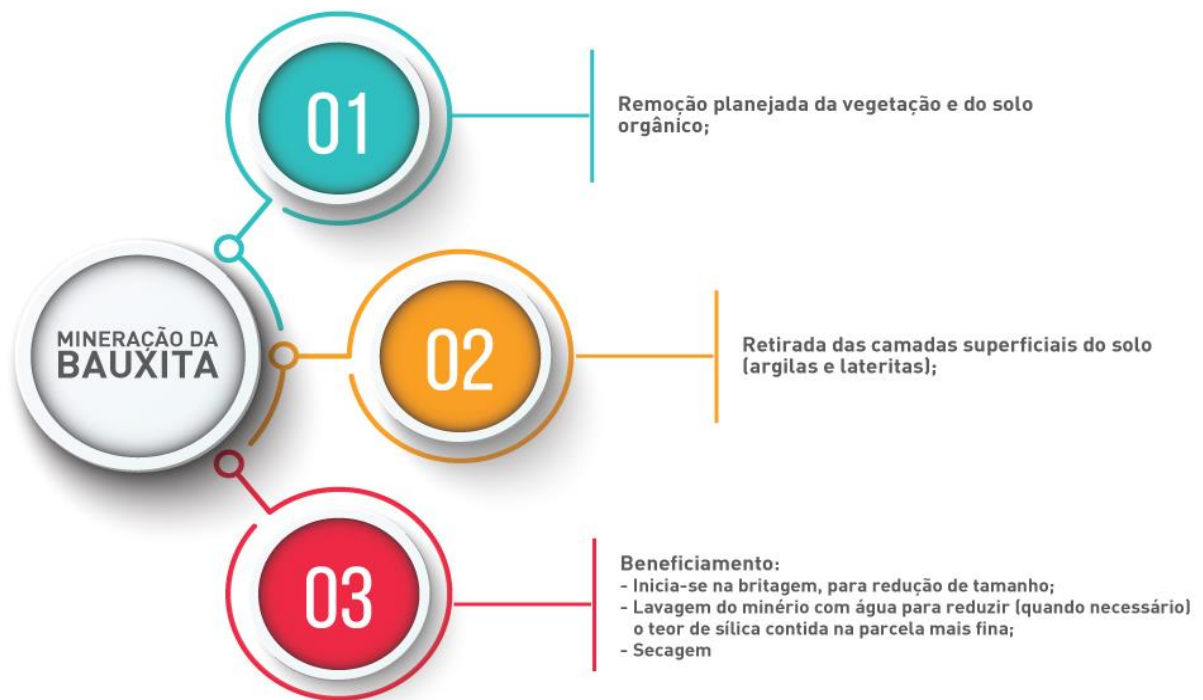 01
Remoção planejada da vegetação e do solo
orgânico;
MINERAÇÃO DA
BAUXITA
02
Retirada das camadas superficiais do solo
(argilas e lateritas);
03
Beneficiamento:
- Inicia-se na britagem, para redução de tamanho;
- Lavagem do minério com água para reduzir (quando necessário)
o teor de sílica contida na parcela mais fina;
- Secagem